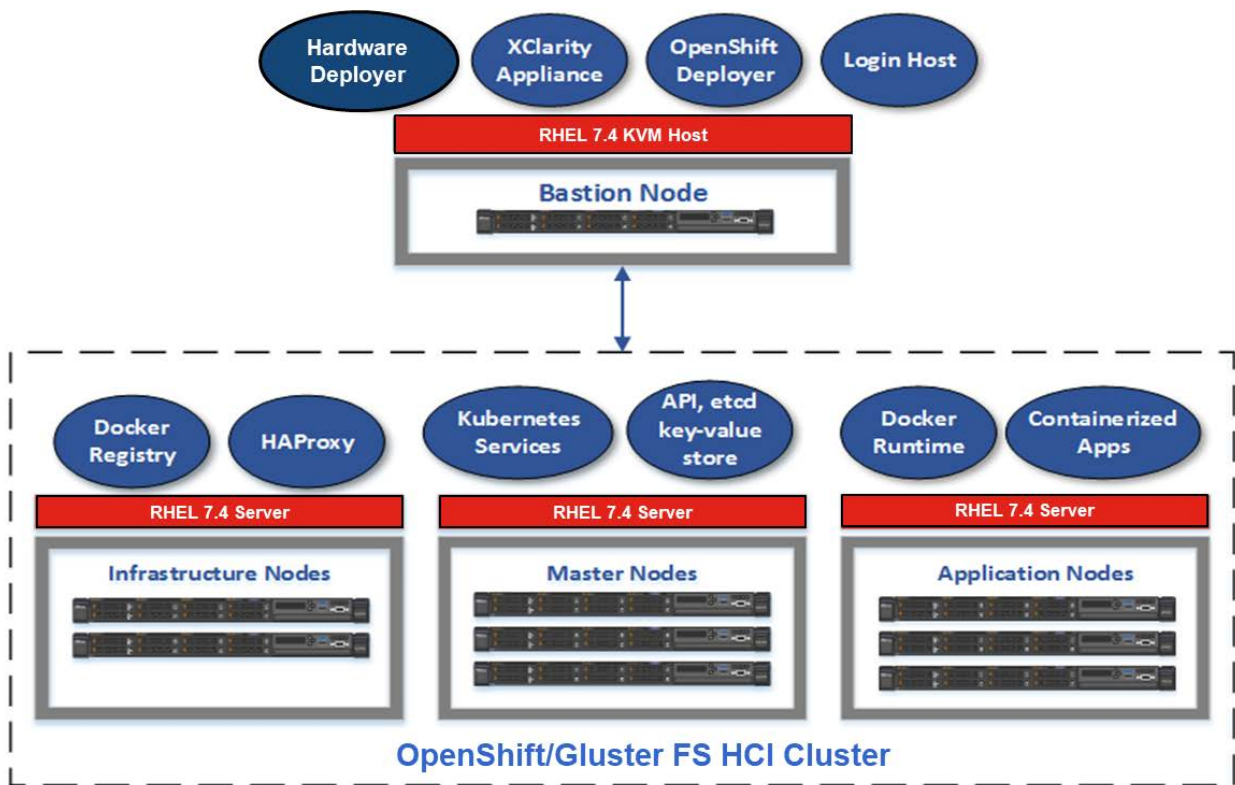 Hardware
Deployer
XClarity
Appliance
OpenShift
Deployer
Login Host
RHEL 7.4 KVM Host
Bastion Node
Docker
Registry
HAProxy
Kubernetes
Services
API, etcd
key-value
store
Docker
Runtime
Containerized
Apps
RHEL 7.4 Server
RHEL 7.4 Server
RHEL 7.4 Server
Infrastructure Nodes
Master Nodes
Application Nodes
OpenShift/Gluster FS HCI Cluster